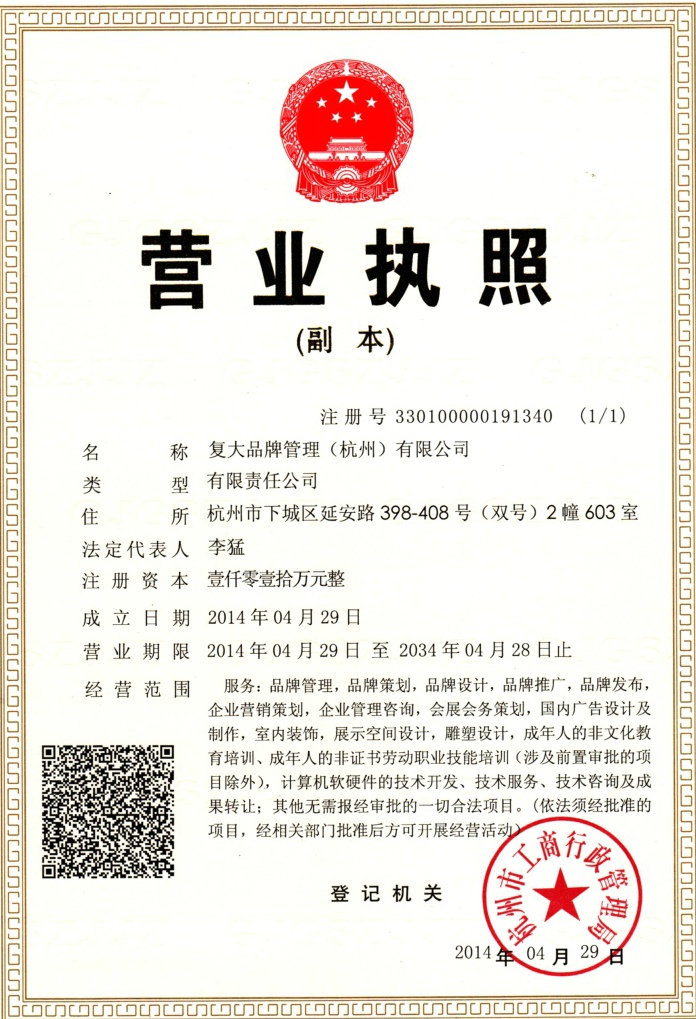 营业执照
(副 本)
注册号 330100000191340 (1/1)
名 称 复大品牌管理（杭州）有限公司
类 型 有限责任公司
住 所 杭州市下城区延安路 398-408 号（双号）2 幢 603 室
法定代表人 李猛
注册资本 壹仟零壹拾万元整
成立日期 2014 年 04 月 29 日
营业期限 2014 年 04 月 29 日 至 2034 年 04 月 28 日止
经营范围 服务：品牌管理，品牌策划，品牌设计，品牌推广，品牌发布，
企业营销策划，企业管理咨询，会展会务策划，国内广告设计及
制作，室内装饰，展示空间设计，雕塑设计，成年人的非文化教
育培训、成年人的非证书劳动职业技能培训（涉及前置审批的项
目除外），计算机软硬件的技术开发、技术服务、技术咨询及成
果转让；其他无需报经审批的一切合法项目。（依法须经批准的
项目，经相关部门批准后方可开展经营活动）
登记机关
杭州市工商行政管理局
2014 年 04 月 29 日